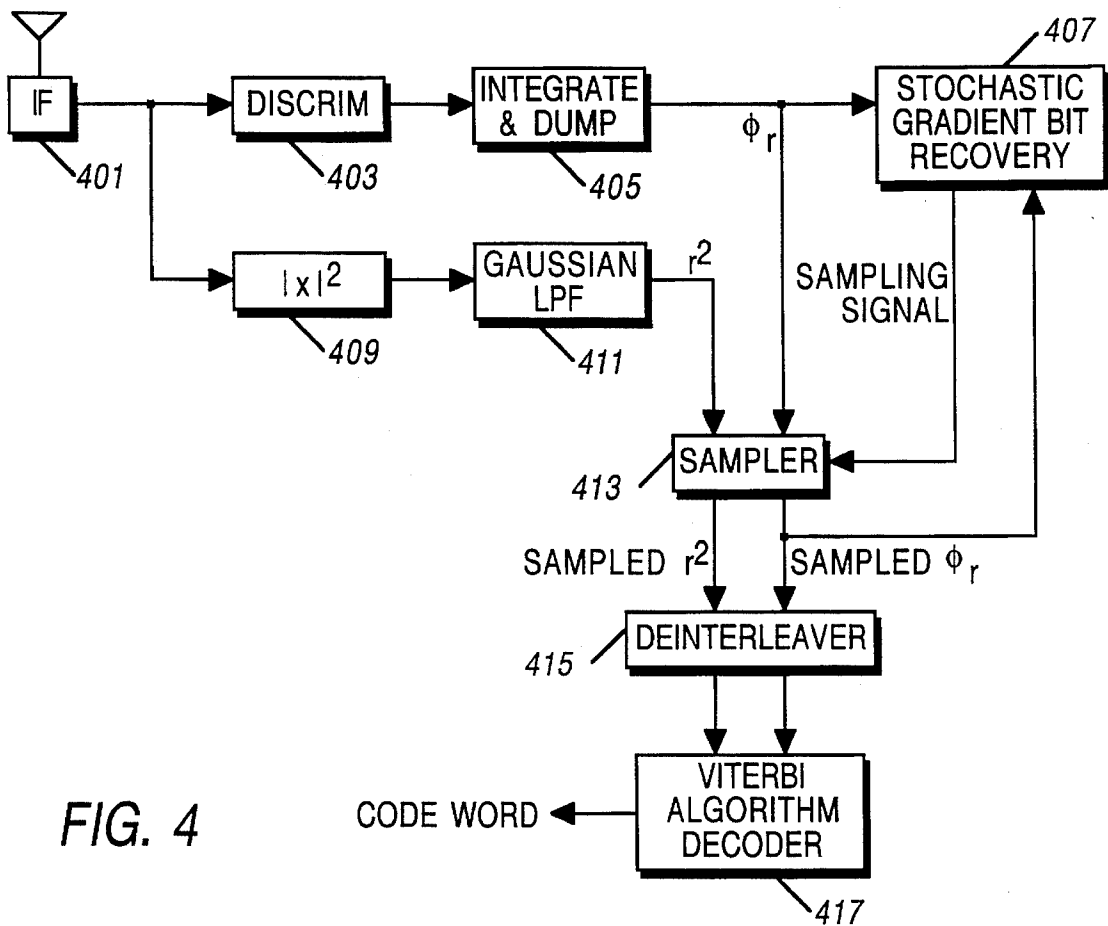 407
IF
DISCRIM
INTEGRATE
& DUMP
STOCHASTIC
GRADIENT BIT
RECOVERY
ϕr
401
403
405
|x|²
GAUSSIAN
LPF
r²
SAMPLING
SIGNAL
409
411
SAMPLER
413
SAMPLED r²
SAMPLED ϕr
DEINTERLEAVER
415
VITERBI
ALGORITHM
DECODER
CODE WORD
FIG. 4
417